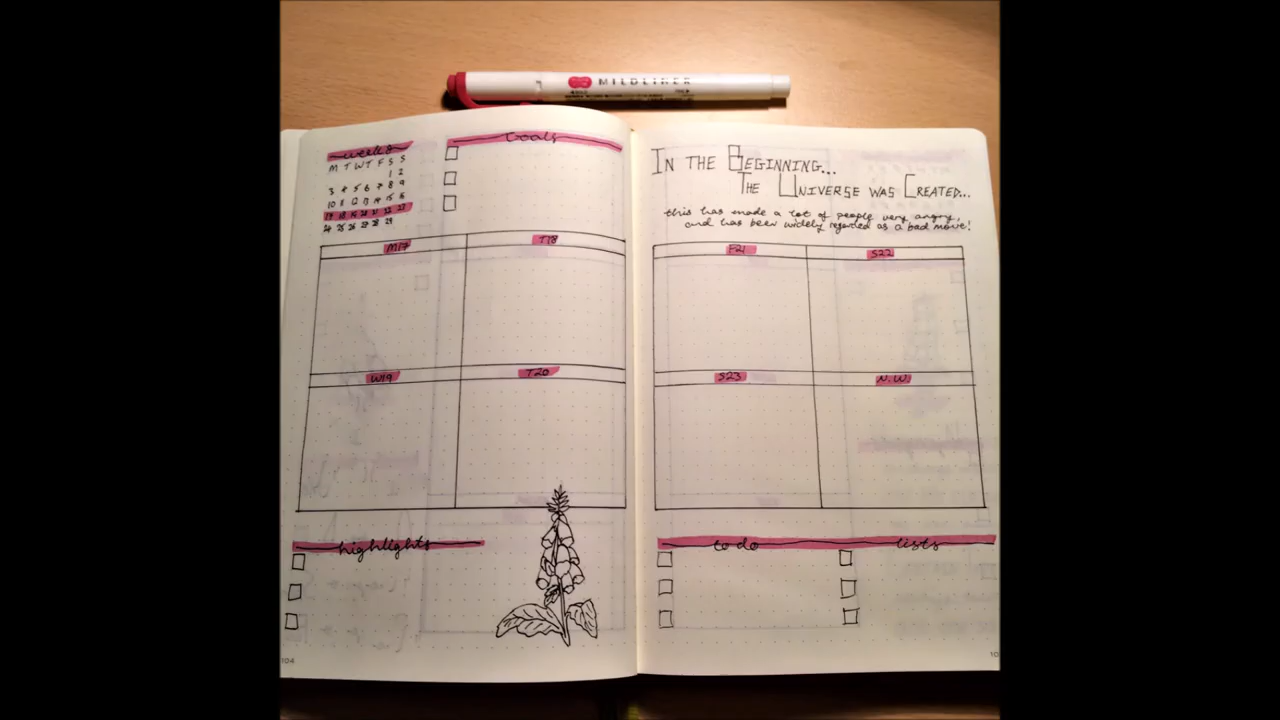 MILDLINER
week 8
M T W T F S S
1 2
3 4 5 6 7 8 9
10 11 12 13 14 15 16
17 18 19 20 21 22 23
24 25 26 27 28 29
Goals
M17
T18
W19
T20
highlights
104
IN THE BEGINNING...
THE UNIVERSE WAS CREATED...
this has made a lot of people very angry,
and has been widely regarded as a bad move!
F21
S22
S23
N.W.
to do lists
10